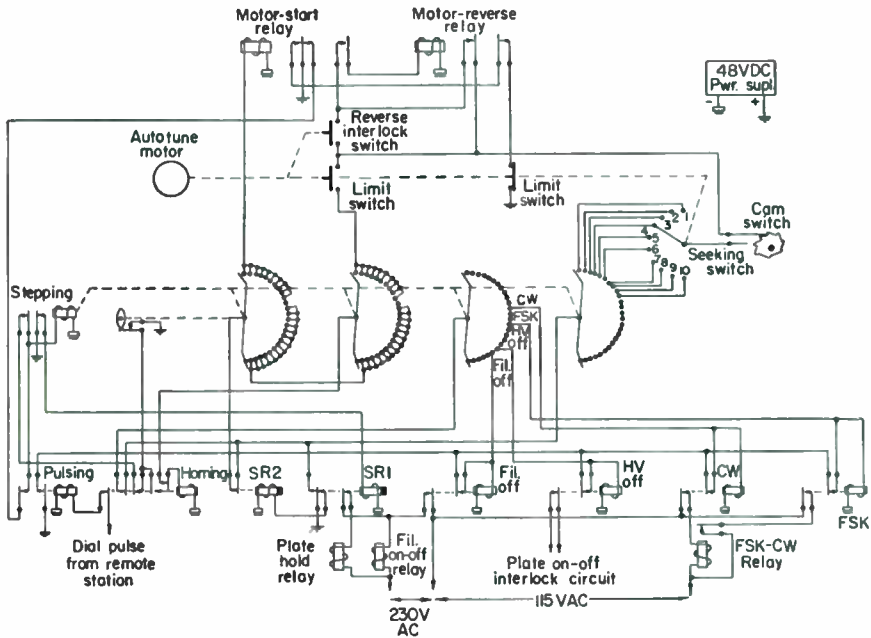 Motor-start
relay
Motor-reverse
relay
48VDC
Pwr. supl.
- +
Reverse
interlock
switch
Autotune
motor
Limit
switch
Limit
switch
Cam
switch
Seeking
switch
1
2
3
4
5
6
7
8
9
10
Stepping
CW
FSK
HV
off
Fil.
off
Pulsing
Homing
SR2
SR1
Fil.
off
HV
off
CW
FSK
Dial pulse
from remote
station
Plate
hold
relay
Fil.
on-off
relay
Plate on-off
interlock circuit
FSK-CW
Relay
230V
AC
115VAC